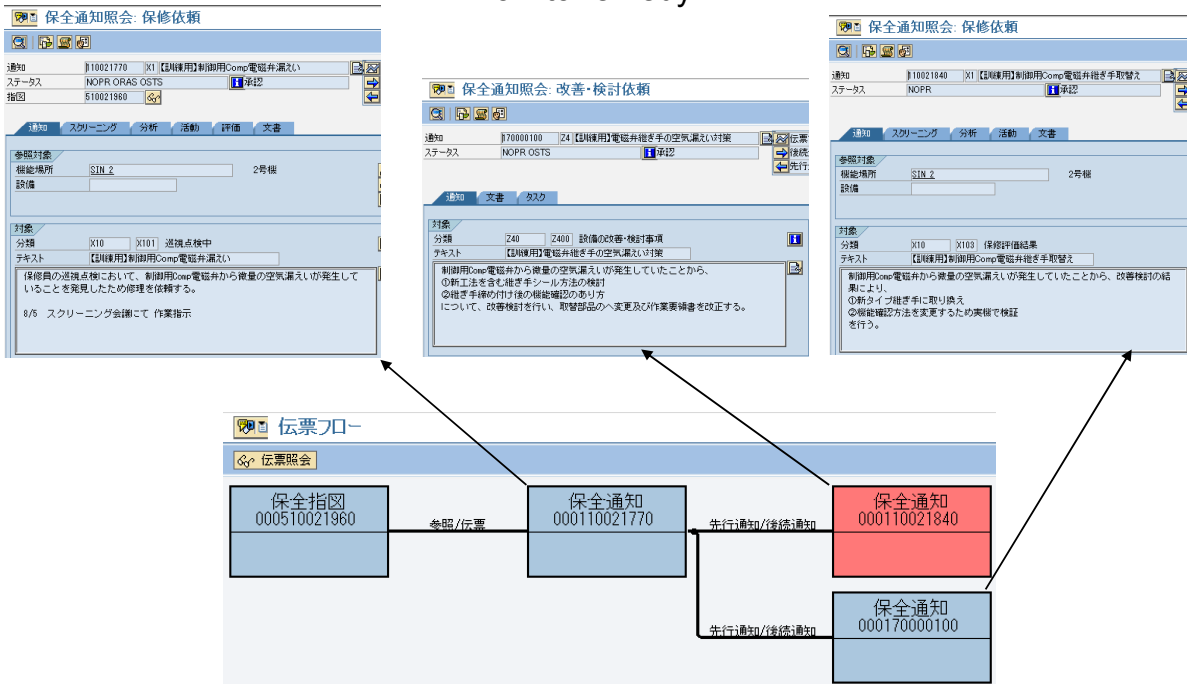 保全通知照会: 保修依頼
通知 110021770 X1 【訓練用】制御用Comp電磁弁漏えい
ステータス NOPR ORAS OSTS 承認
指図 510021960
通知 スクリーニング 分析 活動 評価 文書
参照対象
機能場所 SIN 2 2号機
設備
対象
分類 X10 X101 巡視点検中
テキスト 【訓練用】制御用Comp電磁弁漏えい
保修員の巡視点検において、制御用Comp電磁弁から微量の空気漏えいが発生して
いることを発見したため修理を依頼する。
8/5 スクリーニング会議にて 作業指示
保全通知照会: 改善・検討依頼
通知 170000100 Z4 【訓練用】電磁弁継ぎ手の空気漏えい対策 伝票
ステータス NOPR OSTS 承認 後続
先行
通知 文書 タスク
対象
分類 Z40 Z400 設備の改善・検討事項
テキスト 【訓練用】電磁弁継ぎ手の空気漏えい対策
制御用Comp電磁弁から微量の空気漏えいが発生していたことから、
①新工法を含む継ぎ手シール方法の検討
②継ぎ手締め付け後の機能確認のあり方
について、改善検討を行い、取替部品のへ変更及び作業要領書を改正する。
保全通知照会: 保修依頼
通知 110021840 X1 【訓練用】制御用Comp電磁弁継ぎ手取替え
ステータス NOPR 承認
通知 スクリーニング 分析 活動 文書
参照対象
機能場所 SIN 2 2号機
設備
対象
分類 X10 X103 保修評価結果
テキスト 【訓練用】制御用Comp電磁弁継ぎ手取替え
制御用Comp電磁弁から微量の空気漏えいが発生していたことから、改善検討の結
果により、
①新タイプ継ぎ手に取り換え
②機能確認方法を変更するため実機で検証
を行う。
伝票フロー
伝票照会
保全指図
000510021960
参照/伝票
保全通知
000110021770
先行通知/後続通知
保全通知
000110021840
先行通知/後続通知
保全通知
000170000100